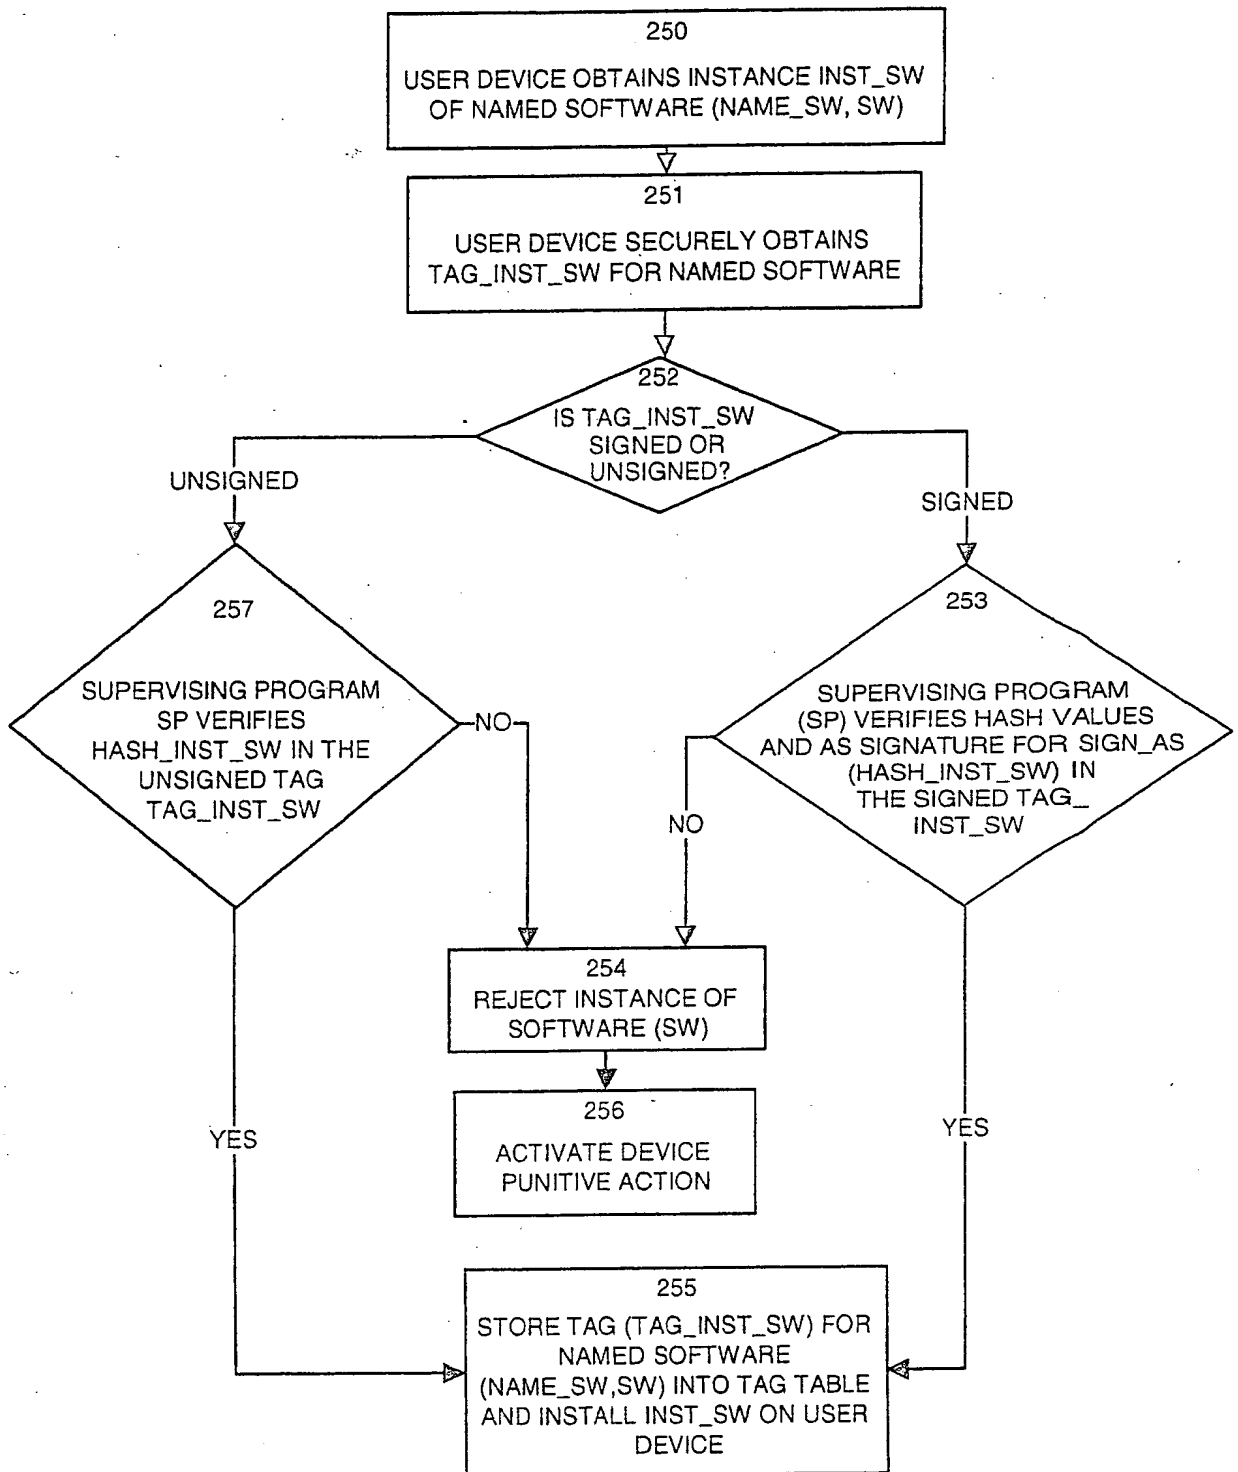 250
USER DEVICE OBTAINS INSTANCE INST_SW
OF NAMED SOFTWARE (NAME_SW, SW)
251
USER DEVICE SECURELY OBTAINS
TAG_INST_SW FOR NAMED SOFTWARE
252
IS TAG_INST_SW
SIGNED OR
UNSIGNED?
UNSIGNED
SIGNED
257
SUPERVISING PROGRAM
SP VERIFIES
HASH_INST_SW IN THE
UNSIGNED TAG
TAG_INST_SW
NO
253
SUPERVISING PROGRAM
(SP) VERIFIES HASH VALUES
AND AS SIGNATURE FOR SIGN_AS
(HASH_INST_SW) IN
THE SIGNED TAG_
INST_SW
NO
254
REJECT INSTANCE OF
SOFTWARE (SW)
256
ACTIVATE DEVICE
PUNITIVE ACTION
YES
YES
255
STORE TAG (TAG_INST_SW) FOR
NAMED SOFTWARE
(NAME_SW,SW) INTO TAG TABLE
AND INSTALL INST_SW ON USER
DEVICE